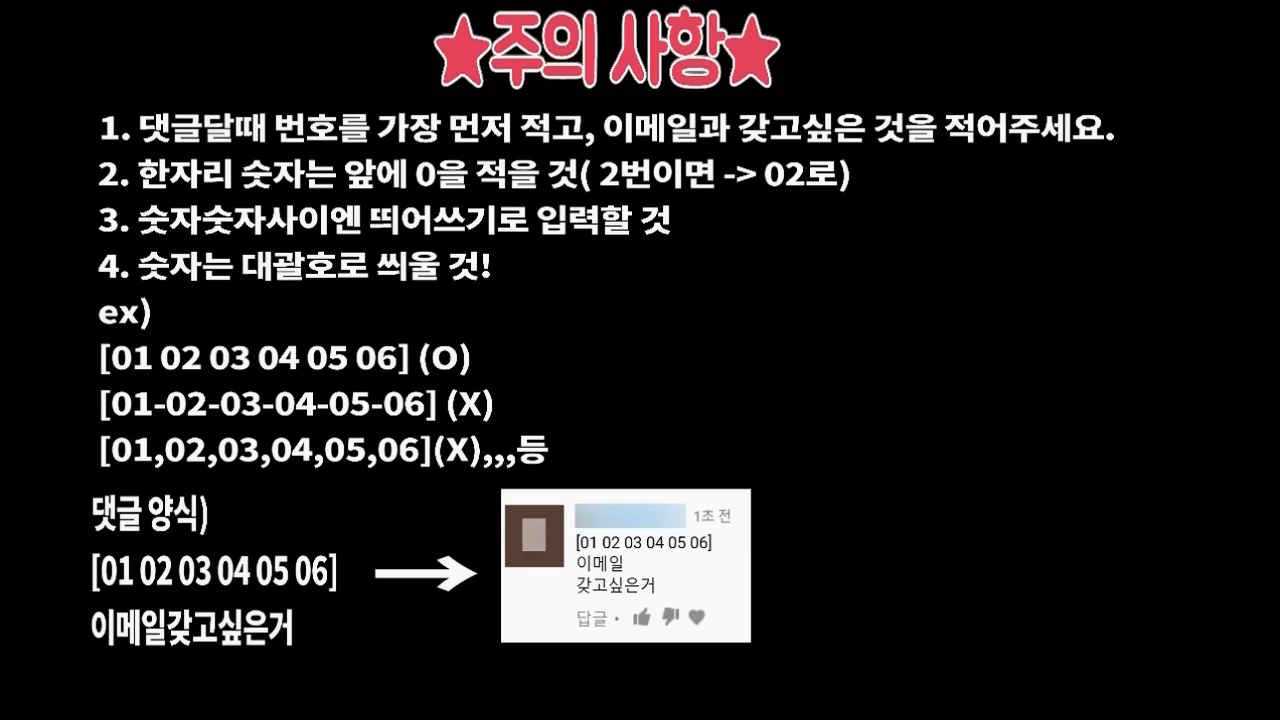 ★주의 사항★
1. 댓글달때 번호를 가장 먼저 적고, 이메일과 갖고싶은 것을 적어주세요.
2. 한자리 숫자는 앞에 0을 적을 것( 2번이면 -> 02로)
3. 숫자숫자사이엔 띄어쓰기로 입력할 것
4. 숫자는 대괄호로 씌울 것!
ex)
[01 02 03 04 05 06] (O)
[01-02-03-04-05-06] (X)
[01,02,03,04,05,06](X),,,등
댓글 양식)
[01 02 03 04 05 06]
이메일갖고싶은거
1초 전
[01 02 03 04 05 06]
이메일
갖고싶은거
답글 •